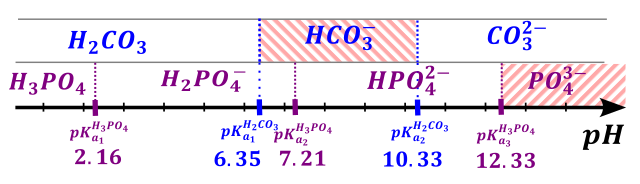 H₂CO₃ HCO₃⁻ CO₃²⁻
H₃PO₄ H₂PO₄⁻ HPO₄²⁻ PO₄³⁻
pKₐ₁ᴴ³ᴾᴼ⁴ pKₐ₁ᴴ²ᶜᴼ³ pKₐ₂ᴴ³ᴾᴼ⁴ pKₐ₂ᴴ²ᶜᴼ³ pKₐ₃ᴴ³ᴾᴼ⁴ pH
2.16 6.35 7.21 10.33 12.33